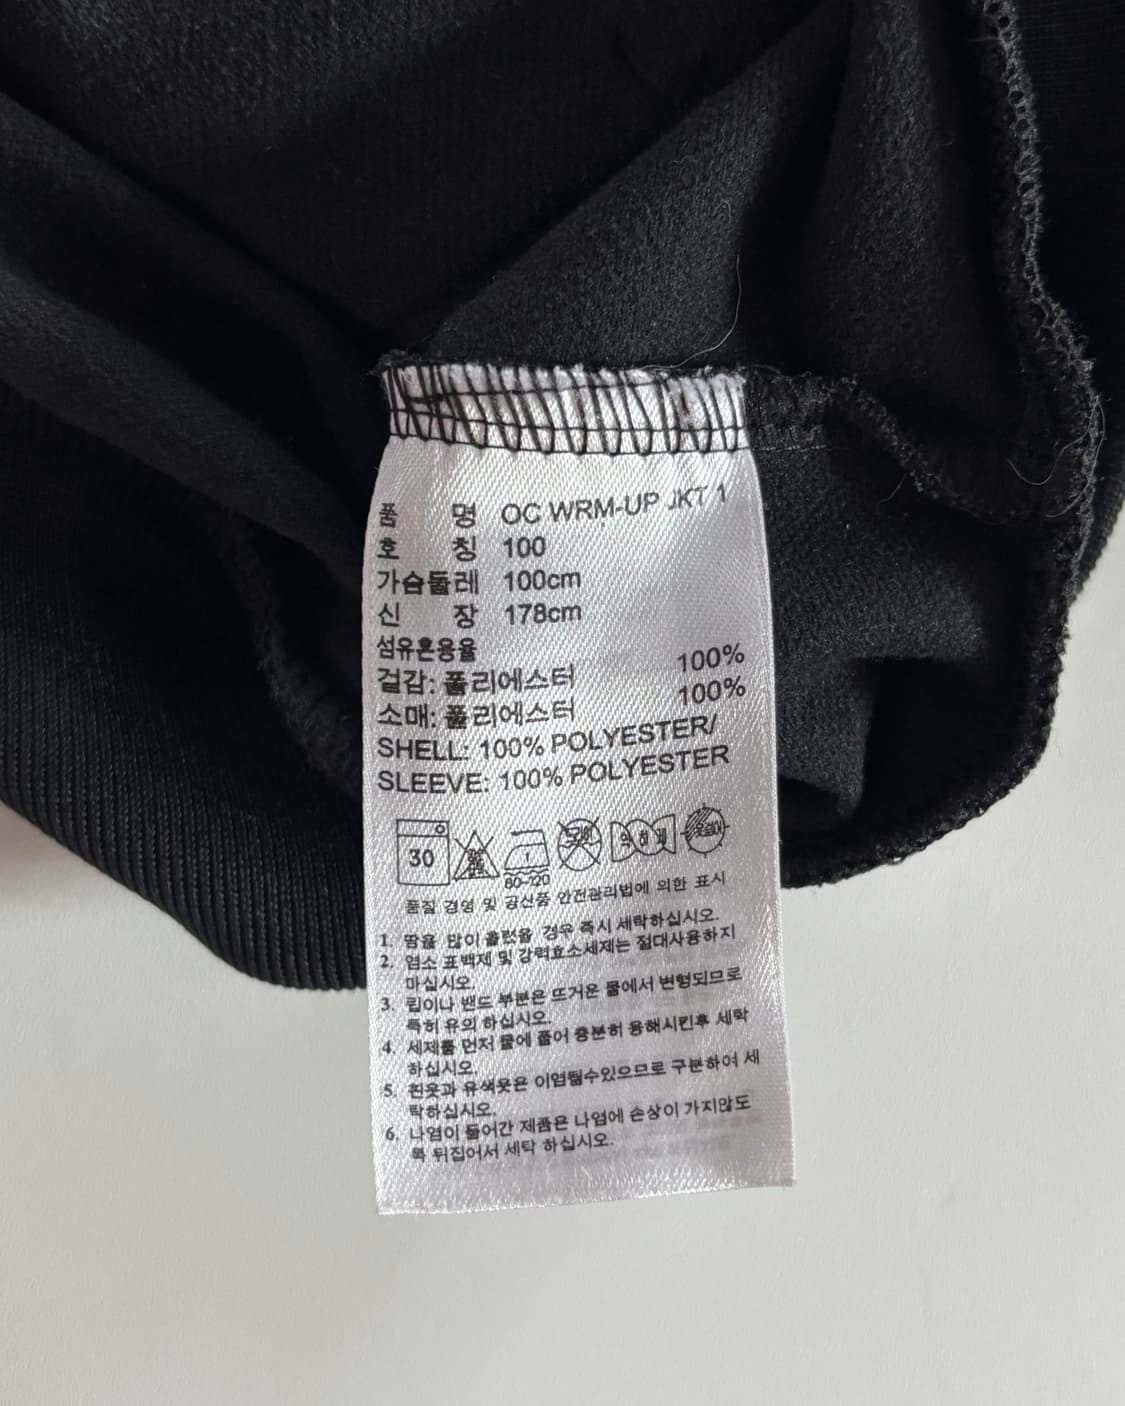 품 명 OC WRM-UP JKT 1
호 칭 100
가슴둘레 100cm
신 장 178cm
섬유혼용율
겉감: 폴리에스터 100%
소매: 폴리에스터 100%
SHELL: 100% POLYESTER/
SLEEVE: 100% POLYESTER
30
80~120
품질 경영 및 공산품 안전관리법에 의한 표시
1. 땀을 많이 흘렸을 경우 즉시 세탁하십시오.
2. 염소 표백제 및 강력효소세제는 절대사용하지
마십시오.
3. 립이나 밴드 부분은 뜨거운 물에서 변형되므로
특히 유의 하십시오.
4. 세제를 먼저 물에 풀어 충분히 용해시킨후 세탁
하십시오.
5. 흰옷과 유색옷은 이염될수있으므로 구분하여 세
탁하십시오.
6. 나염이 들어간 제품은 나염에 손상이 가지않도
록 뒤집어서 세탁 하십시오.